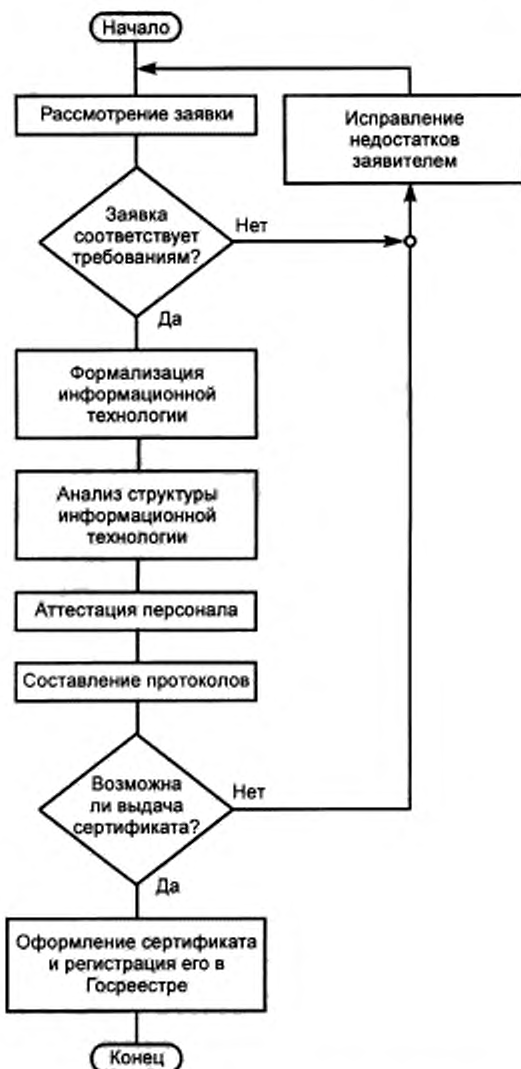 Начало
Рассмотрение заявки
Исправление
недостатков
заявителем
Заявка
соответствует
требованиям?
Нет
Да
Формализация
информационной
технологии
Анализ структуры
информационной
технологии
Аттестация персонала
Составление протоколов
Возможна
ли выдача
сертификата?
Нет
Да
Оформление сертификата
и регистрация его в
Госреестре
Конец